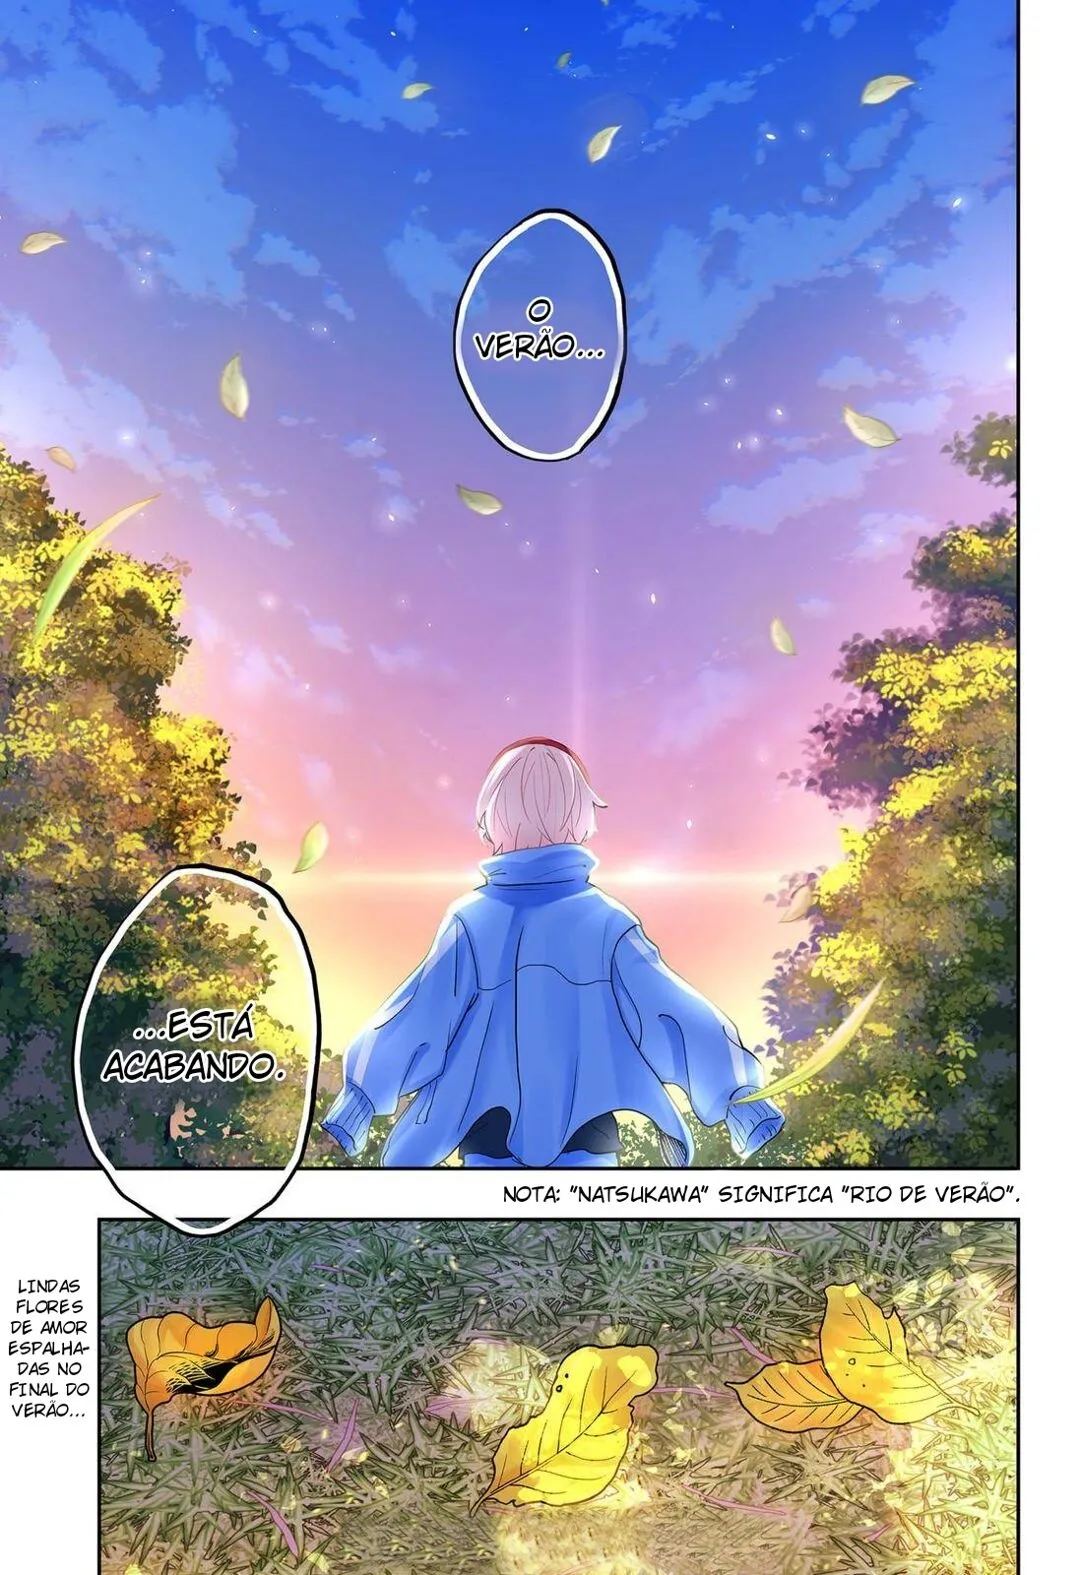 O
VERÃO...
...ESTÁ
ACABANDO.
NOTA: "NATSUKAWA" SIGNIFICA "RIO DE VERÃO".
LINDAS
FLORES
DE AMOR
ESPALHA-
DAS NO
FINAL DO
VERÃO...